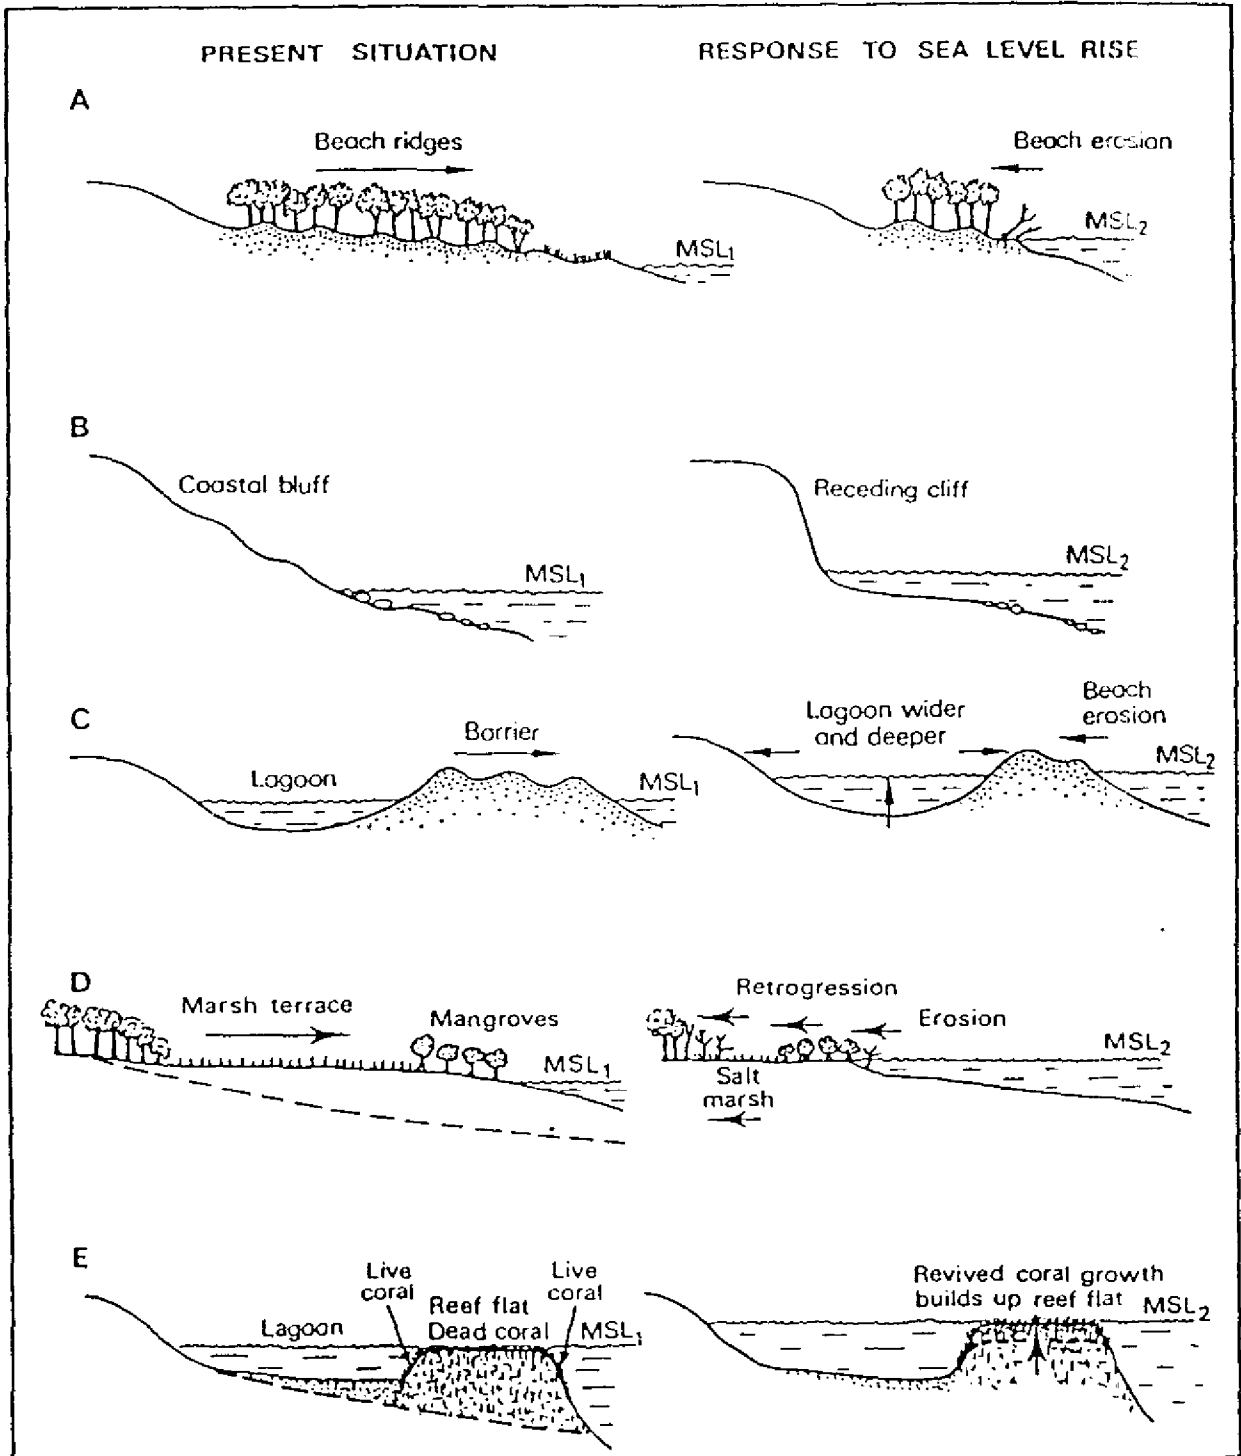 PRESENT SITUATION
RESPONSE TO SEA LEVEL RISE
A
Beach ridges
MSL1
Beach erosion
MSL2
B
Coastal bluff
MSL1
Receding cliff
MSL2
C
Lagoon
Barrier
MSL1
Lagoon wider
and deeper
Beach
erosion
MSL2
D
Marsh terrace
Mangroves
MSL1
Retrogression
Erosion
Salt
marsh
MSL2
E
Lagoon
Live
coral
Reef flat
Dead coral
Live
coral
MSL1
Revived coral growth
builds up reef flat
MSL2